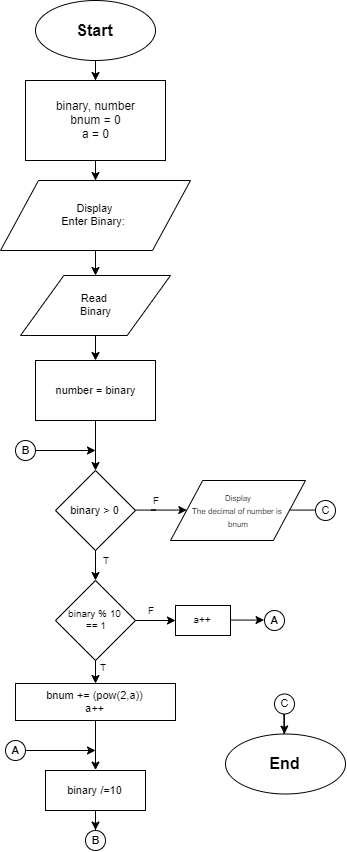 Start
binary, number
bnum = 0
a = 0
Display
Enter Binary:
Read
Binary
number = binary
B
binary > 0
F
Display
The decimal of number is
bnum
C
T
binary % 10
== 1
F
a++
A
T
bnum += (pow(2,a))
a++
A
binary /=10
B
C
End